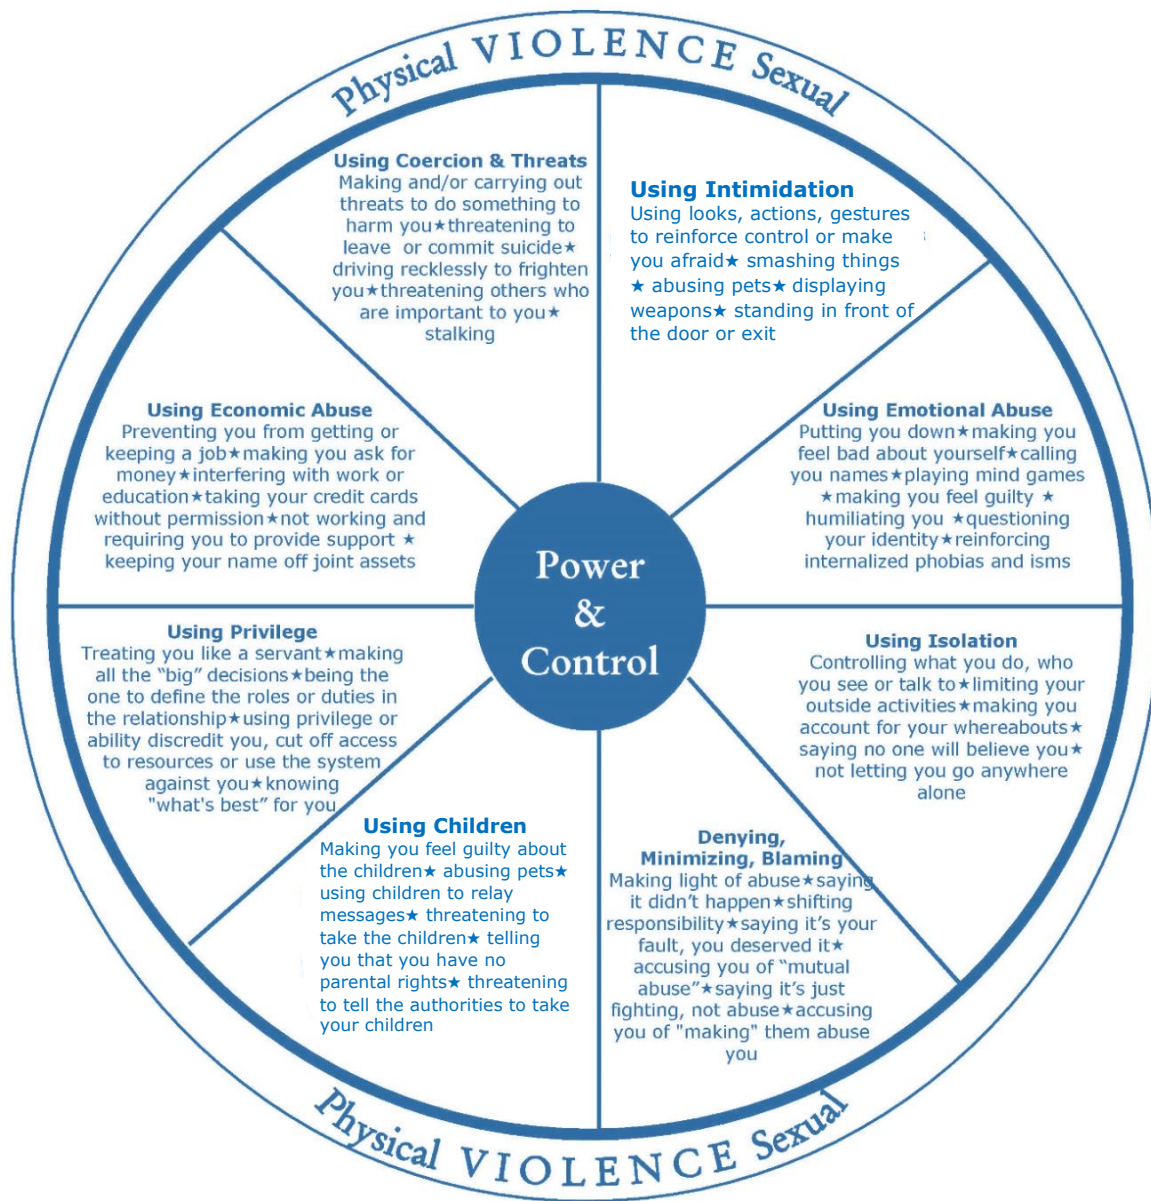 Physical VIOLENCE Sexual
Using Coercion & Threats
Making and/or carrying out
threats to do something to
harm you★threatening to
leave or commit suicide★
driving recklessly to frighten
you★threatening others who
are important to you★
stalking
Using Intimidation
Using looks, actions, gestures
to reinforce control or make
you afraid★ smashing things
★ abusing pets★ displaying
weapons★ standing in front of
the door or exit
Using Economic Abuse
Preventing you from getting or
keeping a job★making you ask for
money★interfering with work or
education★taking your credit cards
without permission★not working and
requiring you to provide support ★
keeping your name off joint assets
Using Emotional Abuse
Putting you down★making you
feel bad about yourself★calling
you names★playing mind games
★making you feel guilty ★
humiliating you ★questioning
your identity★reinforcing
internalized phobias and isms
Power
&
Control
Using Privilege
Treating you like a servant★making
all the “big” decisions★being the
one to define the roles or duties in
the relationship★using privilege or
ability discredit you, cut off access
to resources or use the system
against you★knowing
"what's best” for you
Using Isolation
Controlling what you do, who
you see or talk to★limiting your
outside activities★making you
account for your whereabouts★
saying no one will believe you★
not letting you go anywhere
alone
Using Children
Making you feel guilty about
the children★ abusing pets★
using children to relay
messages★ threatening to
take the children★ telling
you that you have no
parental rights★ threatening
to tell the authorities to take
your children
Denying,
Minimizing, Blaming
Making light of abuse★saying
it didn’t happen★shifting
responsibility★saying it’s your
fault, you deserved it★
accusing you of “mutual
abuse”★saying it’s just
fighting, not abuse★accusing
you of "making" them abuse
you
Physical VIOLENCE Sexual